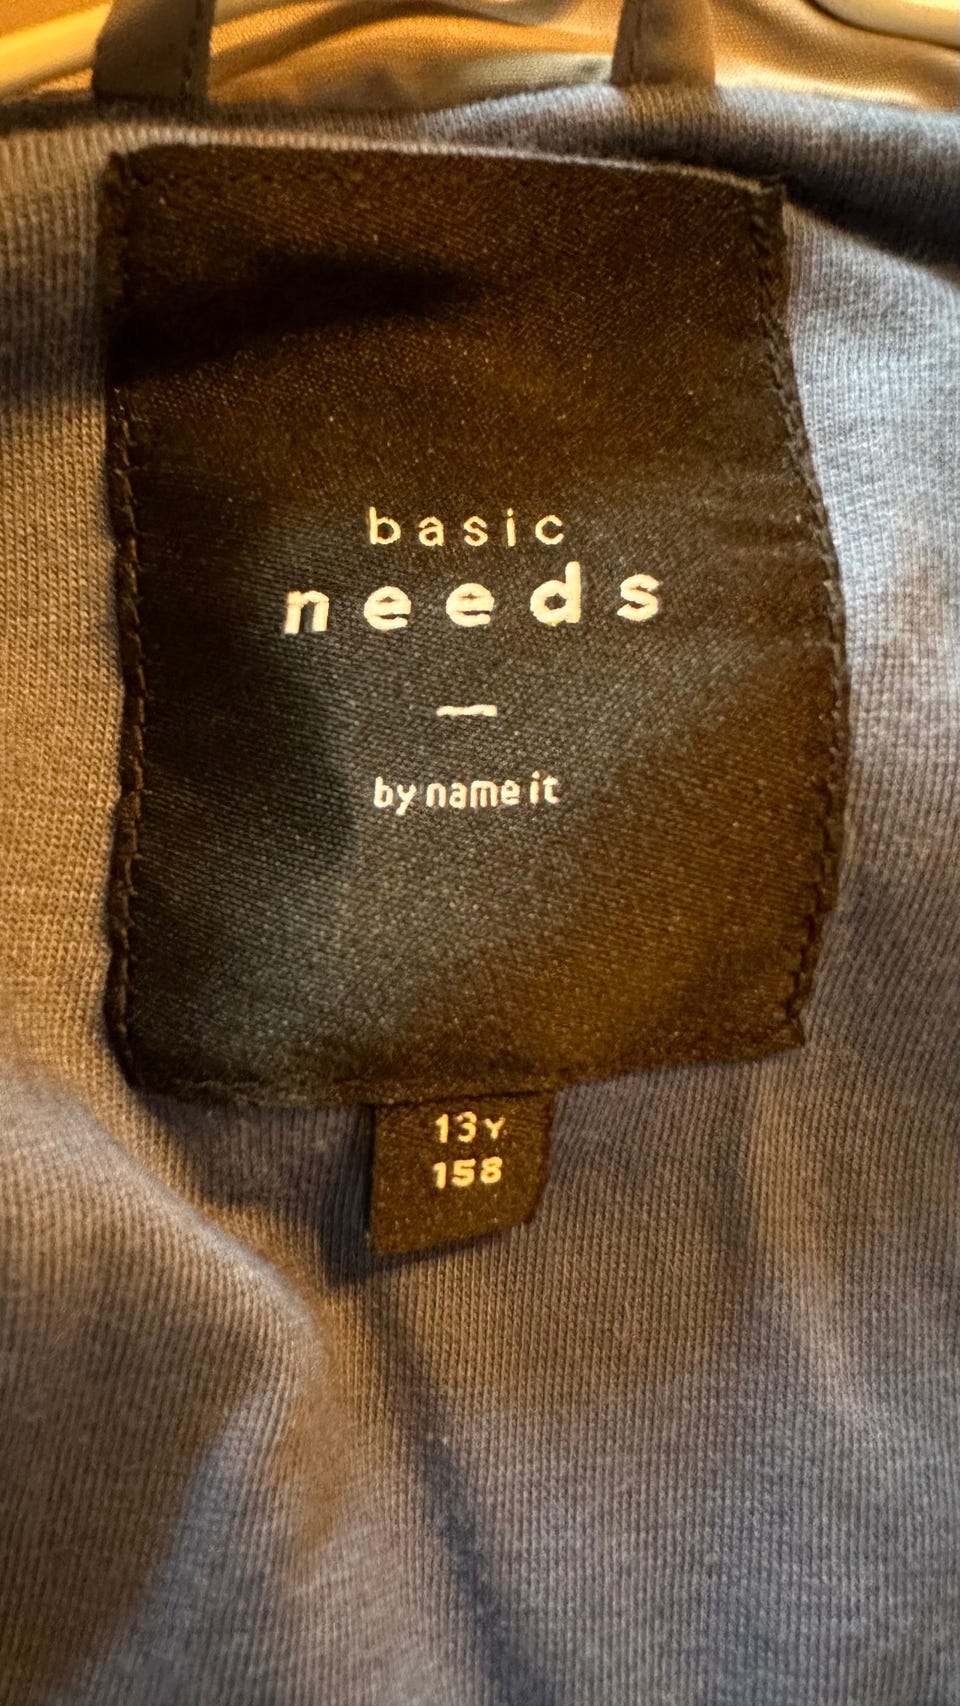 basic
needs
—
by name it
13Y
158